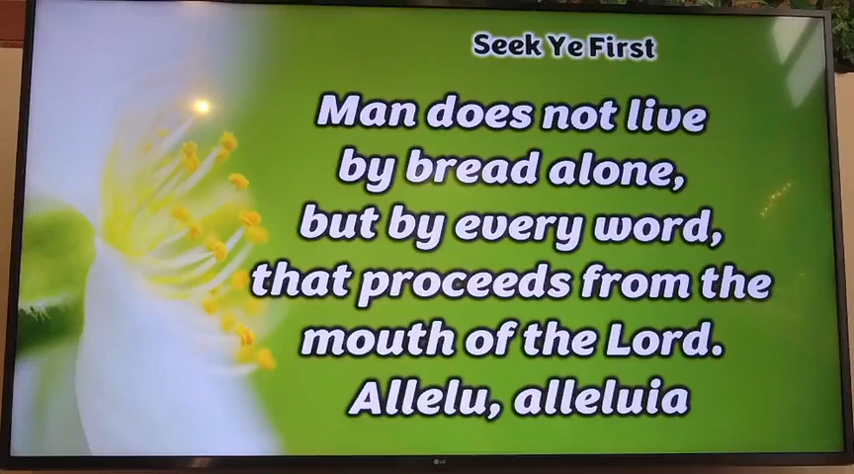 Seek Ye First
Man does not live
by bread alone,
but by every word,
that proceeds from the
mouth of the Lord.
Allelu, alleluia
LG